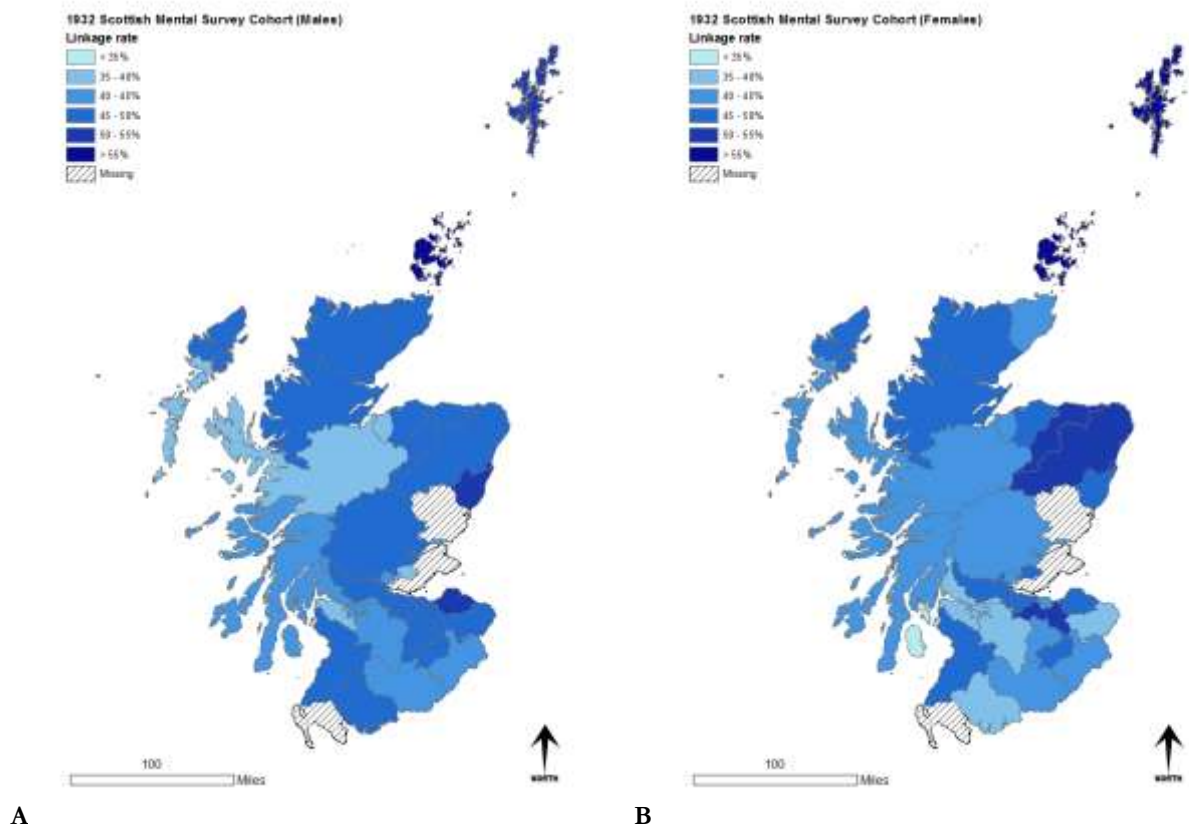 1932 Scottish Mental Survey Cohort (Males)
Linkage rate
< 35%
35 - 40%
40 - 45%
45 - 50%
50 - 55%
> 55%
Missing
100
Miles
NORTH
A
1932 Scottish Mental Survey Cohort (Females)
Linkage rate
< 35%
35 - 40%
40 - 45%
45 - 50%
50 - 55%
> 55%
Missing
100
Miles
NORTH
B